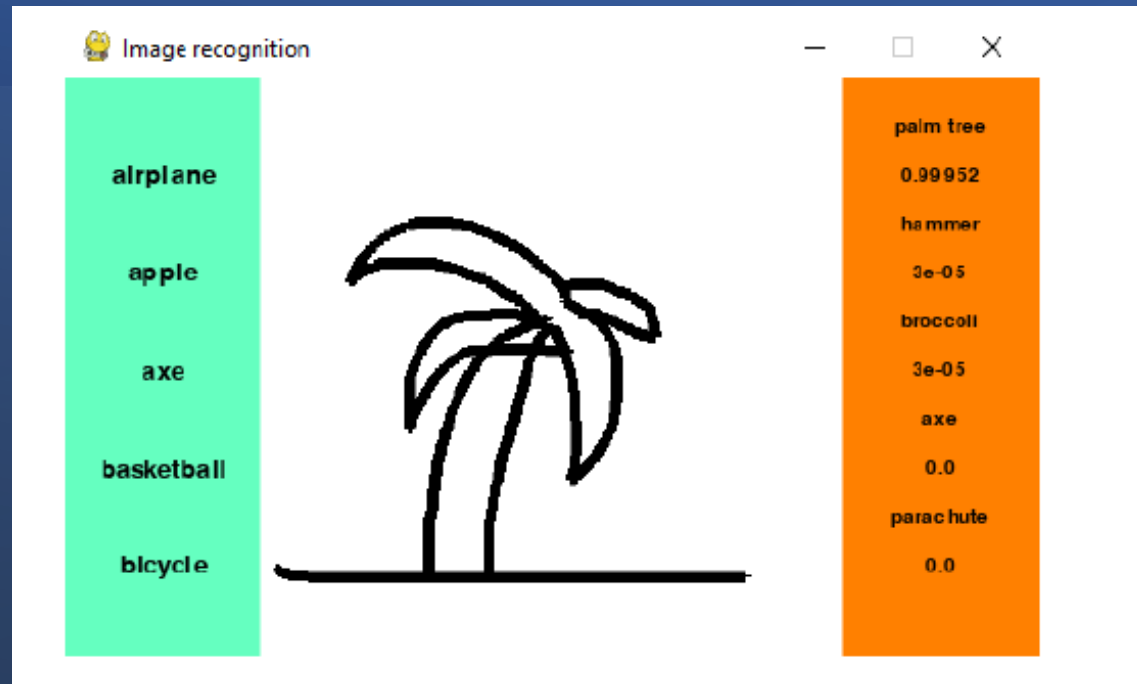 Image recognition
airplane
apple
axe
basketball
bicycle
palm tree
0.99952
hammer
3e-05
broccoli
3e-05
axe
0.0
parachute
0.0